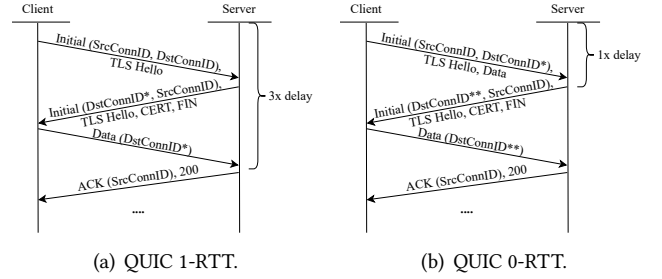 Client
Server
Initial (SrcConnID, DstConnID),
TLS Hello
Initial (DstConnID*, SrcConnID),
TLS Hello, CERT, FIN
Data (DstConnID*)
ACK (SrcConnID), 200
....
3x delay
(a) QUIC 1-RTT.
Client
Server
Initial (SrcConnID, DstConnID*),
TLS Hello, Data
Initial (DstConnID**, SrcConnID),
TLS Hello, CERT, FIN
Data (DstConnID**)
ACK (SrcConnID), 200
....
1x delay
(b) QUIC 0-RTT.